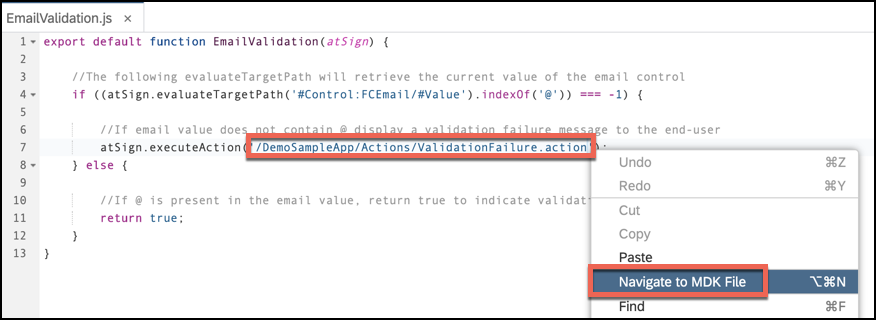 EmailValidation.js ×
1 export default function EmailValidation(atSign) {
2
3 //The following evaluateTargetPath will retrieve the current value of the email control
4 if ((atSign.evaluateTargetPath('#Control:FCEmail/#Value').indexOf('@')) === -1) {
5
6 //If email value does not contain @ display a validation failure message to the end-user
7 atSign.executeAction('/DemoSampleApp/Actions/ValidationFailure.action');
8 } else {
9
10 //If @ is present in the email value, return true to indicate validati
11 return true;
12 }
13 }
Undo ⌘Z
Redo ⌘Y
Cut
Copy
Paste
Navigate to MDK File ⌥⌘N
Find ⌘F